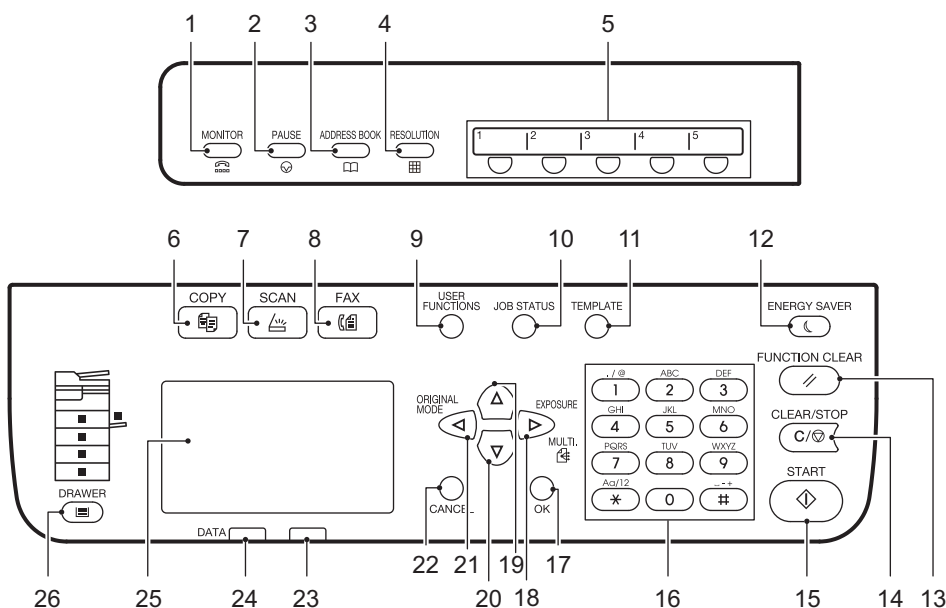 1 2 3 4 5
MONITOR PAUSE ADDRESS BOOK RESOLUTION
1 2 3 4 5
6 7 8 9 10 11 12
COPY SCAN FAX
USER FUNCTIONS JOB STATUS TEMPLATE
ENERGY SAVER
FUNCTION CLEAR
./@ ABC DEF
1 2 3
ORIGINAL MODE
EXPOSURE
GHI JKL MNO
4 5 6
CLEAR/STOP
C/
MULTI.
PQRS TUV WXYZ
7 8 9
Aa/12 _-+
* 0 #
START
DRAWER
CANCEL
OK
DATA
26 25 24 23 22 21 20 19 18 17 16 15 14 13